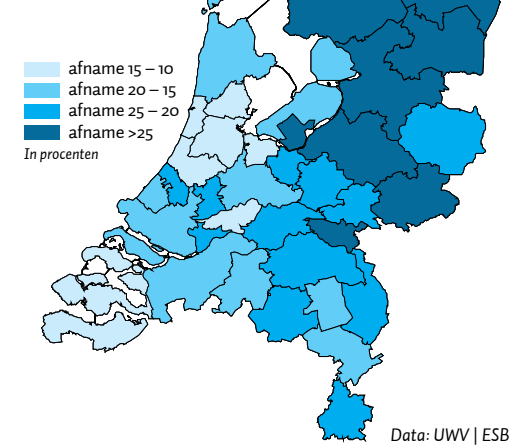 afname 15 – 10
afname 20 – 15
afname 25 – 20
afname >25
In procenten
Data: UWV | ESB